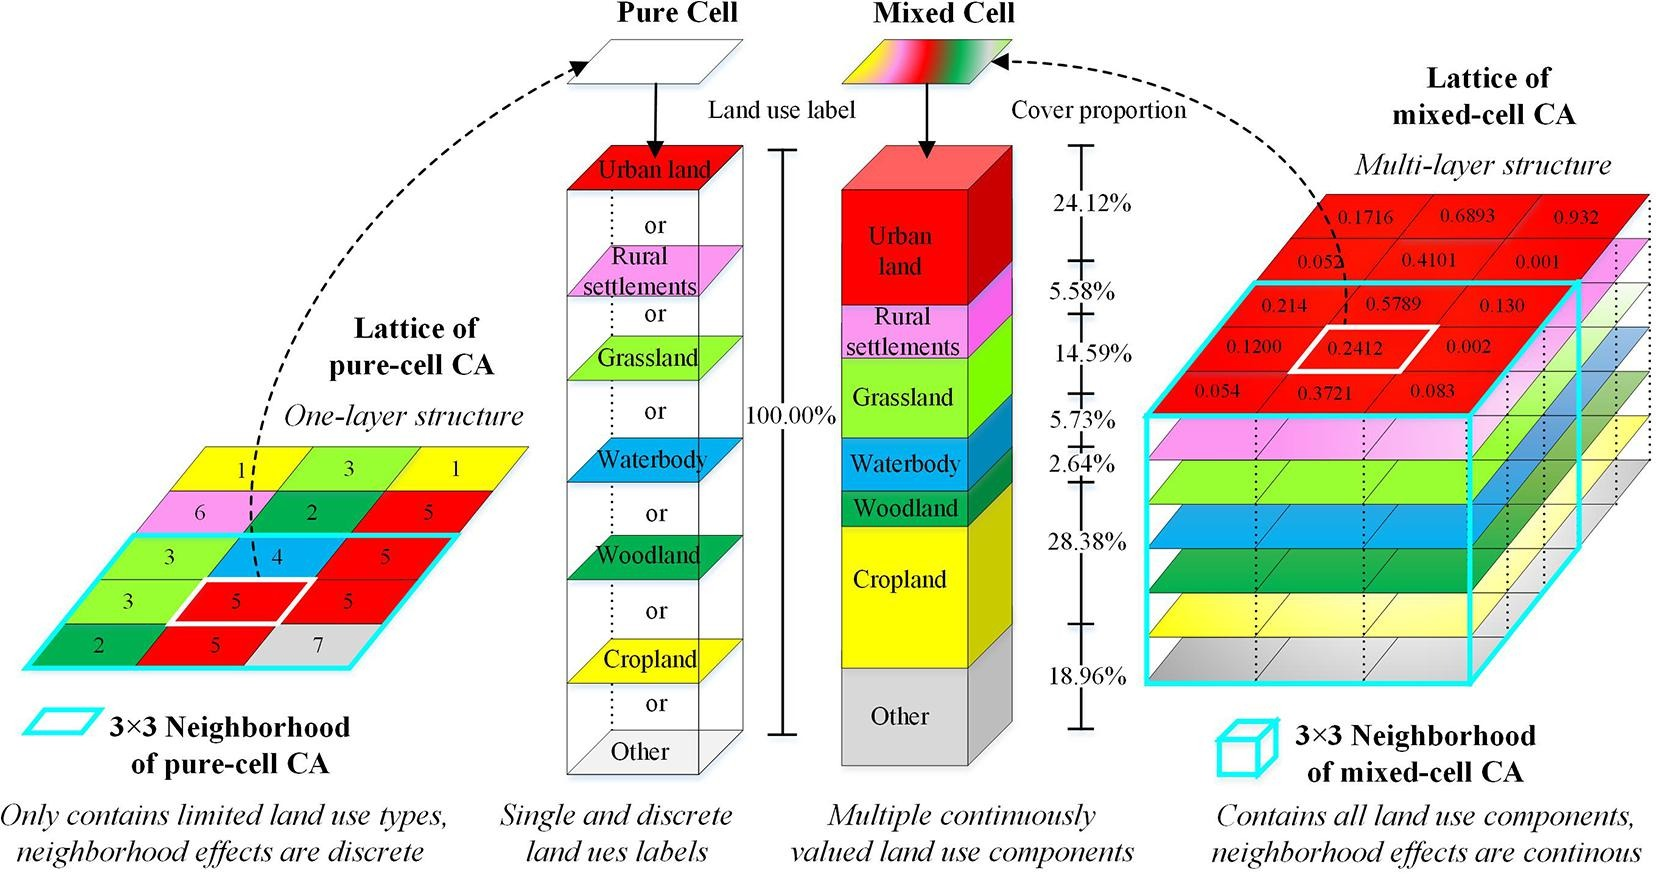 Pure Cell
Mixed Cell
Land use label
Cover proportion
Lattice of
mixed-cell CA
Multi-layer structure
Urban land
or
Rural
settlements
or
Grassland
or
Waterbody
or
Woodland
or
Cropland
or
Other
100.00%
Urban
land
Rural
settlements
Grassland
Waterbody
Woodland
Cropland
Other
24.12%
5.58%
14.59%
5.73%
2.64%
28.38%
18.96%
0.1716 0.6893 0.932
0.052 0.4101 0.001
0.214 0.5789 0.130
0.1200 0.2412 0.002
0.054 0.3721 0.083
Lattice of
pure-cell CA
One-layer structure
1 3 1
6 2 5
3 4 5
3 5 5
2 5 7
3×3 Neighborhood
of pure-cell CA
3×3 Neighborhood
of mixed-cell CA
Only contains limited land use types,
neighborhood effects are discrete
Single and discrete
land ues labels
Multiple continuously
valued land use components
Contains all land use components,
neighborhood effects are continous